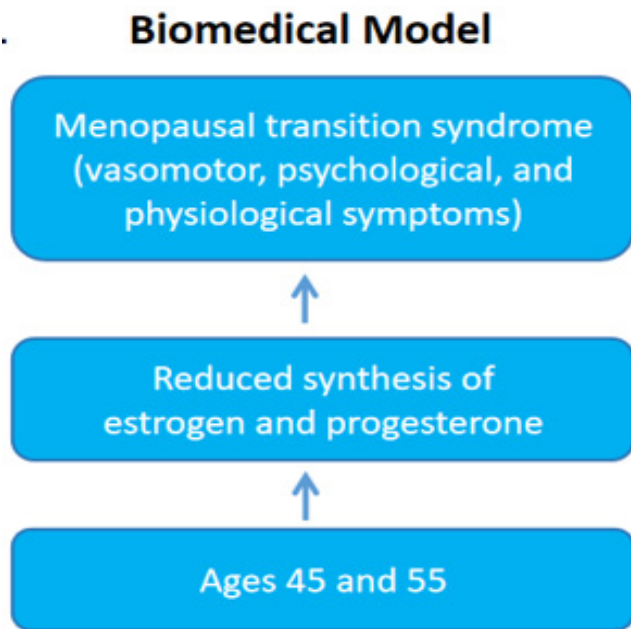 . Biomedical Model
Menopausal transition syndrome
(vasomotor, psychological, and
physiological symptoms)
Reduced synthesis of
estrogen and progesterone
Ages 45 and 55